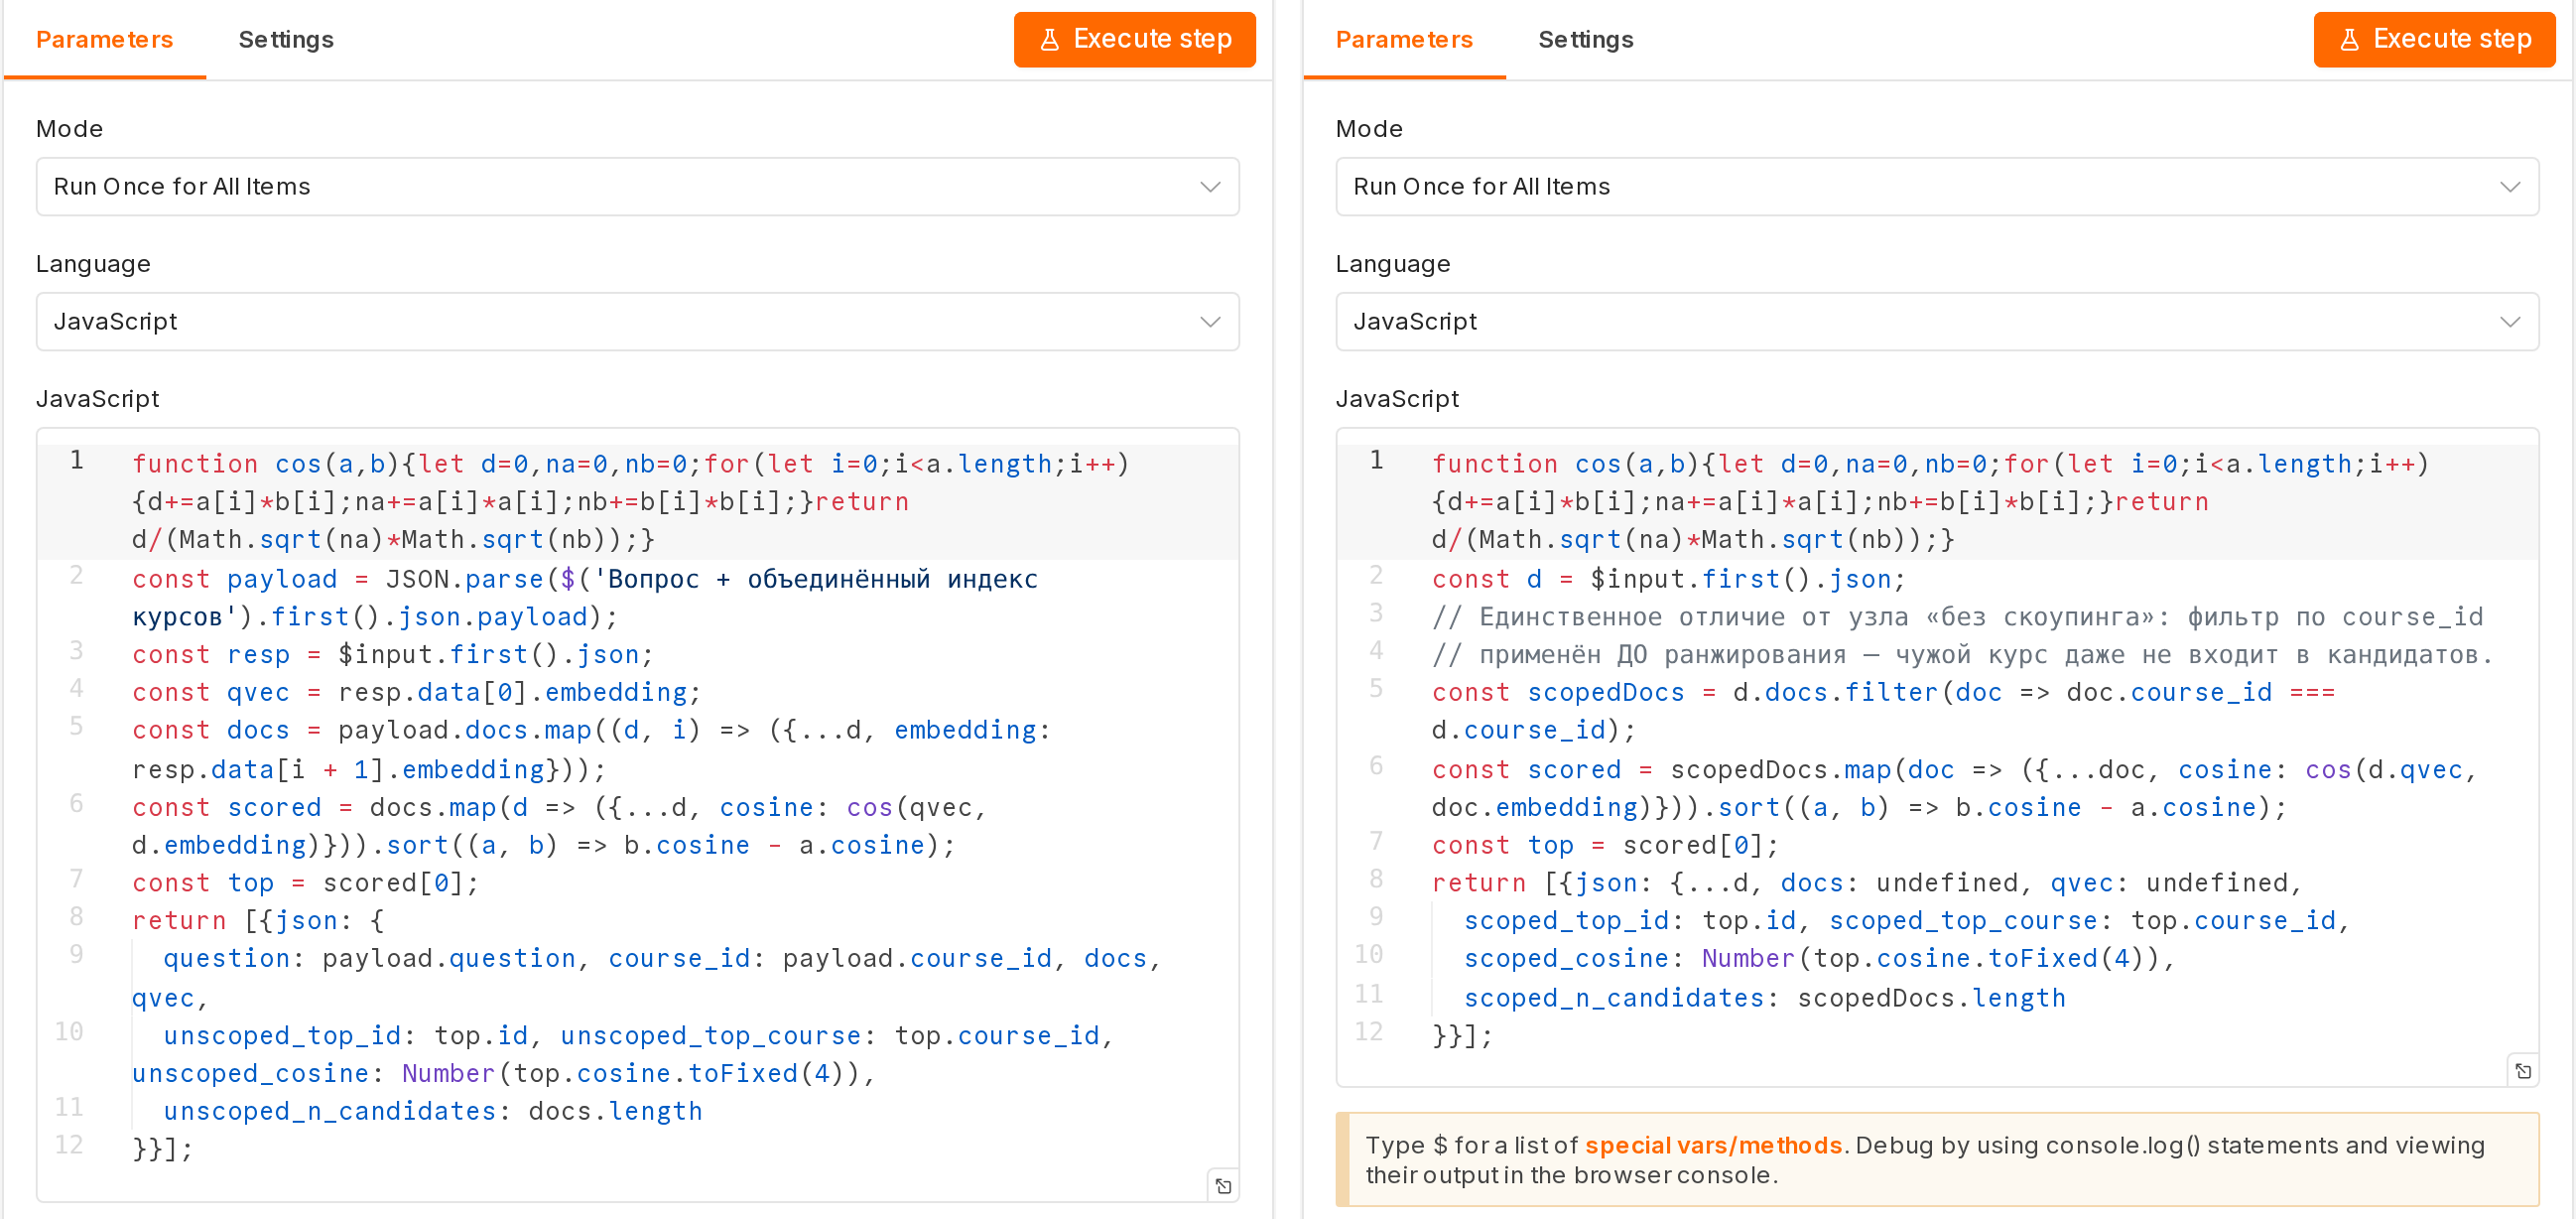 Parameters
Settings
Execute step
Mode
Run Once for All Items
Language
JavaScript
JavaScript
1 function cos(a,b){let d=0,na=0,nb=0;for(let i=0;i<a.length;i++)
{d+=a[i]*b[i];na+=a[i]*a[i];nb+=b[i]*b[i];}return
d/(Math.sqrt(na)*Math.sqrt(nb));}
2 const payload = JSON.parse($('Вопрос + объединённый индекс
курсов').first().json.payload);
3 const resp = $input.first().json;
4 const qvec = resp.data[0].embedding;
5 const docs = payload.docs.map((d, i) => ({...d, embedding:
resp.data[i + 1].embedding}));
6 const scored = docs.map(d => ({...d, cosine: cos(qvec,
d.embedding)})).sort((a, b) => b.cosine - a.cosine);
7 const top = scored[0];
8 return [{json: {
9 question: payload.question, course_id: payload.course_id, docs,
qvec,
10 unscoped_top_id: top.id, unscoped_top_course: top.course_id,
unscoped_cosine: Number(top.cosine.toFixed(4)),
11 unscoped_n_candidates: docs.length
12 }}];
Parameters
Settings
Execute step
Mode
Run Once for All Items
Language
JavaScript
JavaScript
1 function cos(a,b){let d=0,na=0,nb=0;for(let i=0;i<a.length;i++)
{d+=a[i]*b[i];na+=a[i]*a[i];nb+=b[i]*b[i];}return
d/(Math.sqrt(na)*Math.sqrt(nb));}
2 const d = $input.first().json;
3 // Единственное отличие от узла «без скоупинга»: фильтр по course_id
4 // применён ДО ранжирования — чужой курс даже не входит в кандидатов.
5 const scopedDocs = d.docs.filter(doc => doc.course_id ===
d.course_id);
6 const scored = scopedDocs.map(doc => ({...doc, cosine: cos(d.qvec,
doc.embedding)})).sort((a, b) => b.cosine - a.cosine);
7 const top = scored[0];
8 return [{json: {...d, docs: undefined, qvec: undefined,
9 scoped_top_id: top.id, scoped_top_course: top.course_id,
10 scoped_cosine: Number(top.cosine.toFixed(4)),
11 scoped_n_candidates: scopedDocs.length
12 }}];
Type $ for a list of special vars/methods. Debug by using console.log() statements and viewing
their output in the browser console.